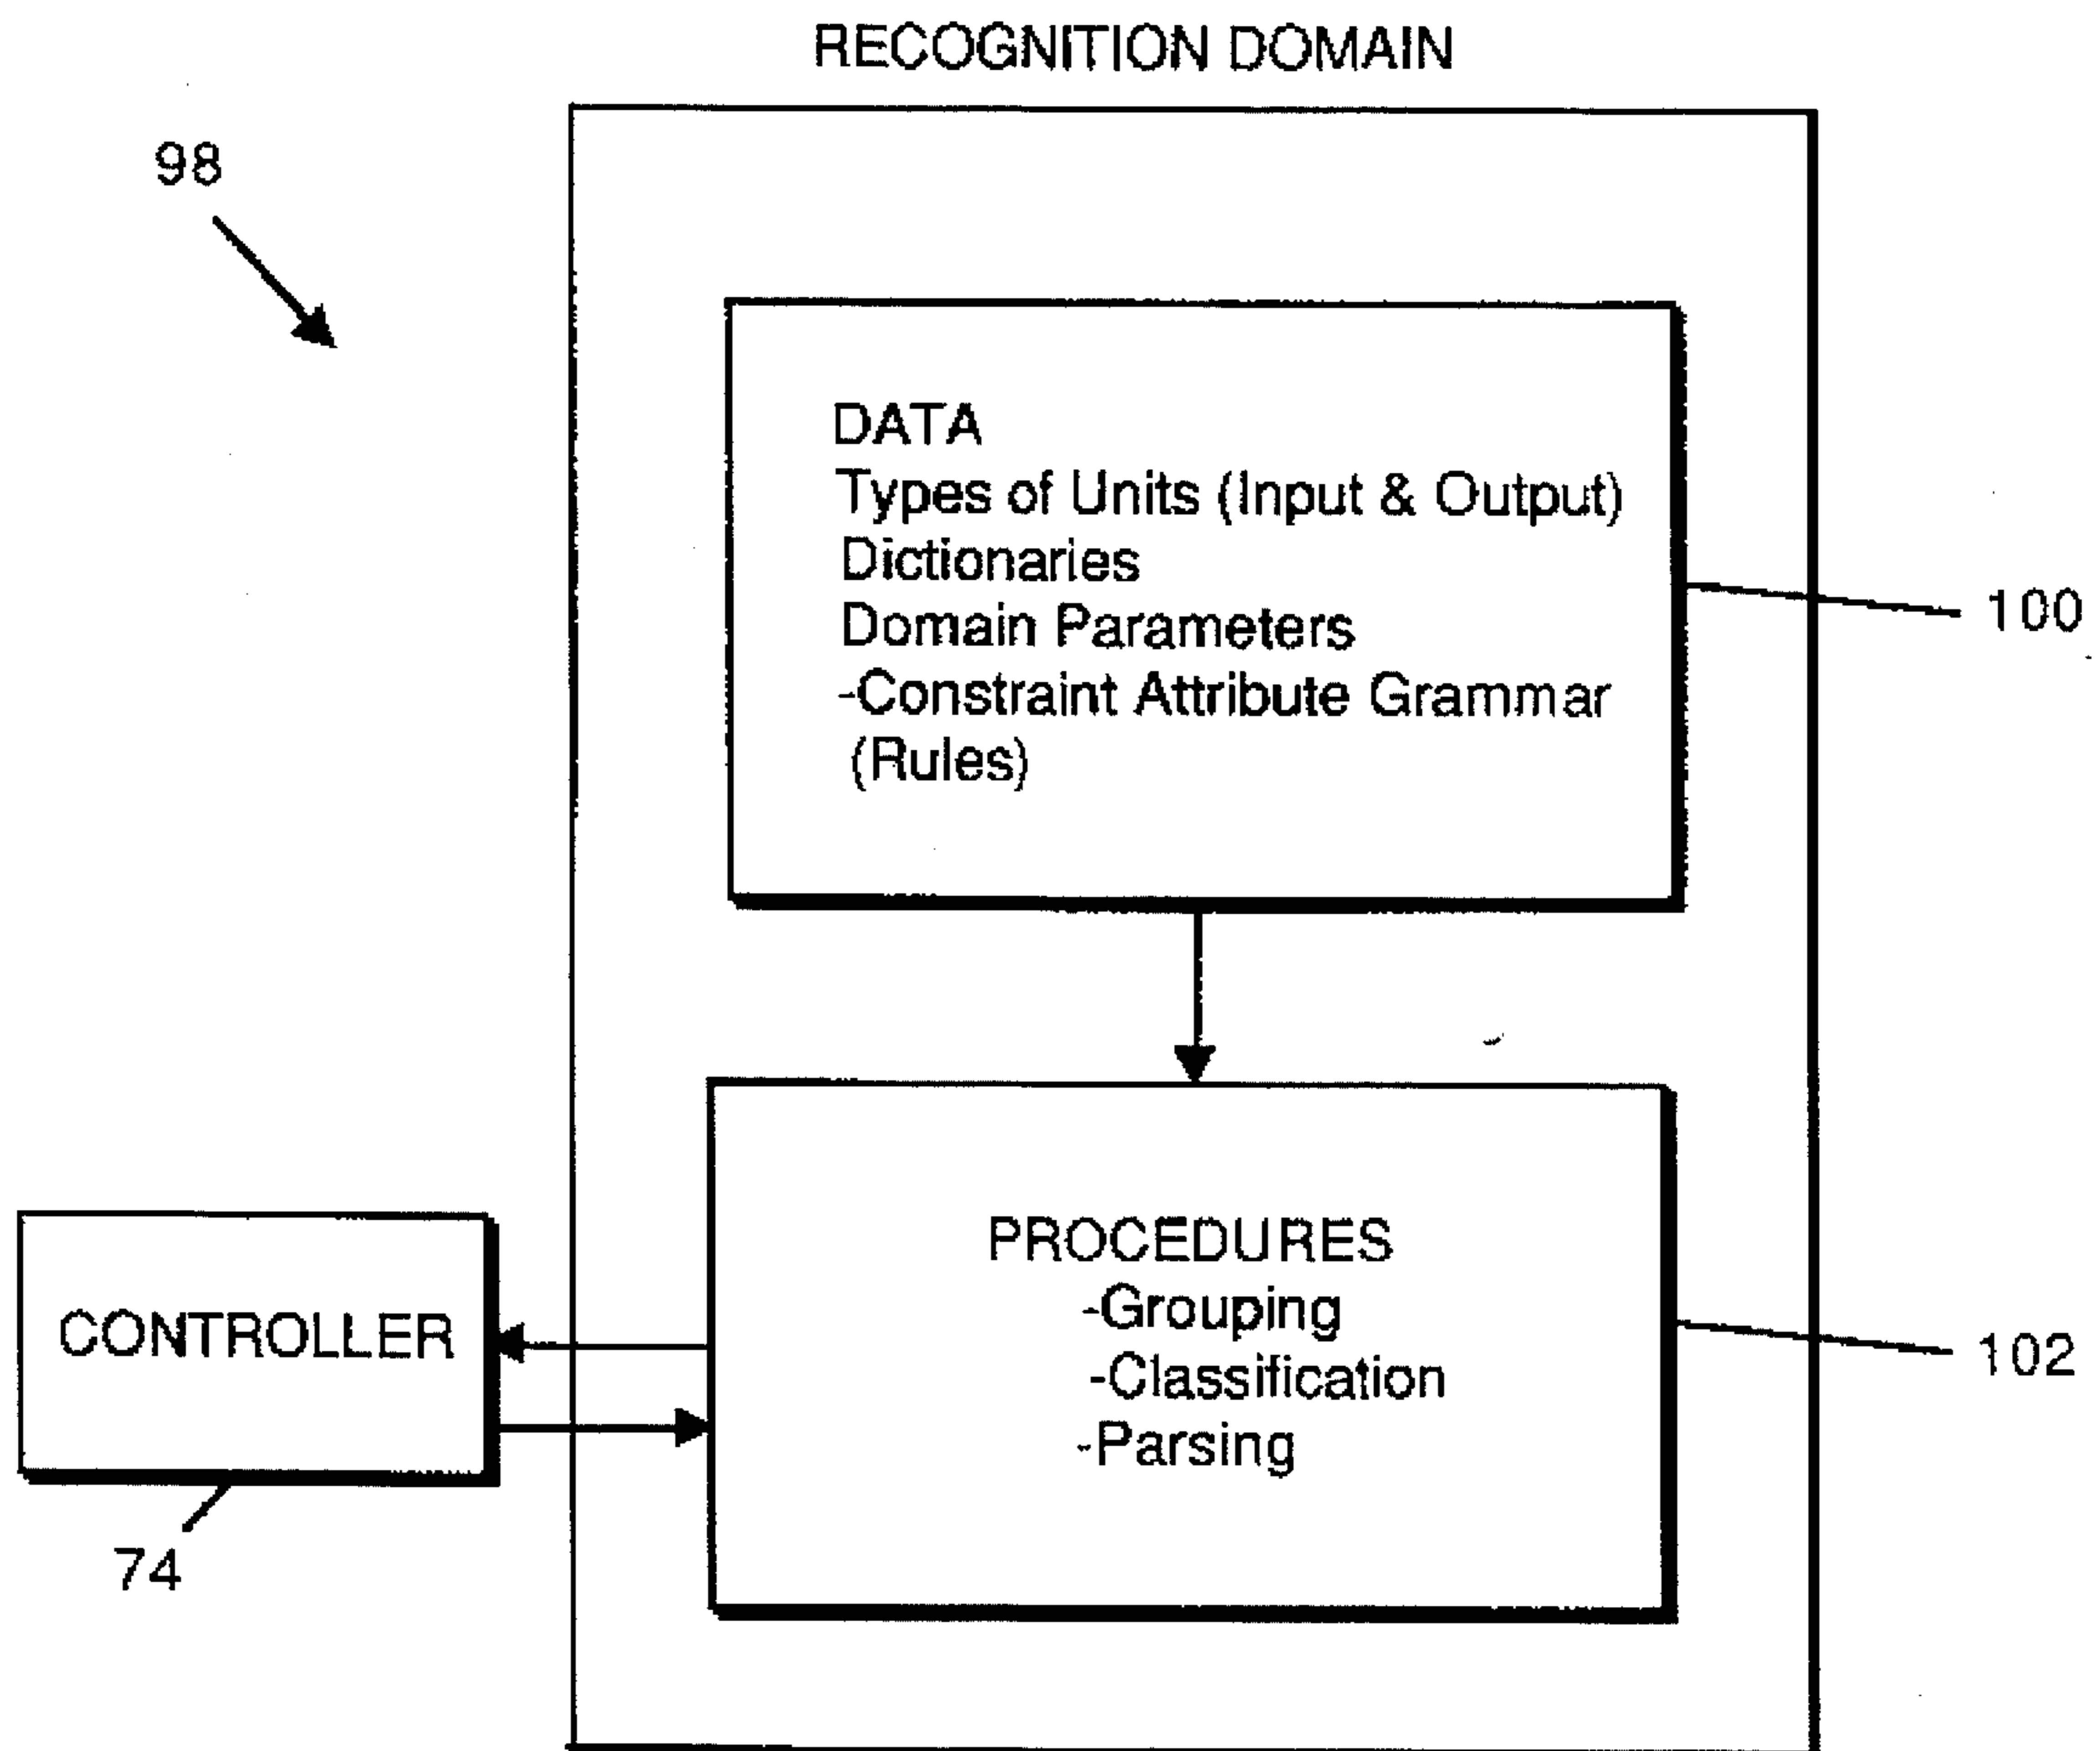 RECOGNITION DOMAIN
98
DATA
Types of Units (Input & Output)
Dictionaries
Domain Parameters
-Constraint Attribute Grammar
(Rules)
100
PROCEDURES
-Grouping
-Classification
-Parsing
102
CONTROLLER
74